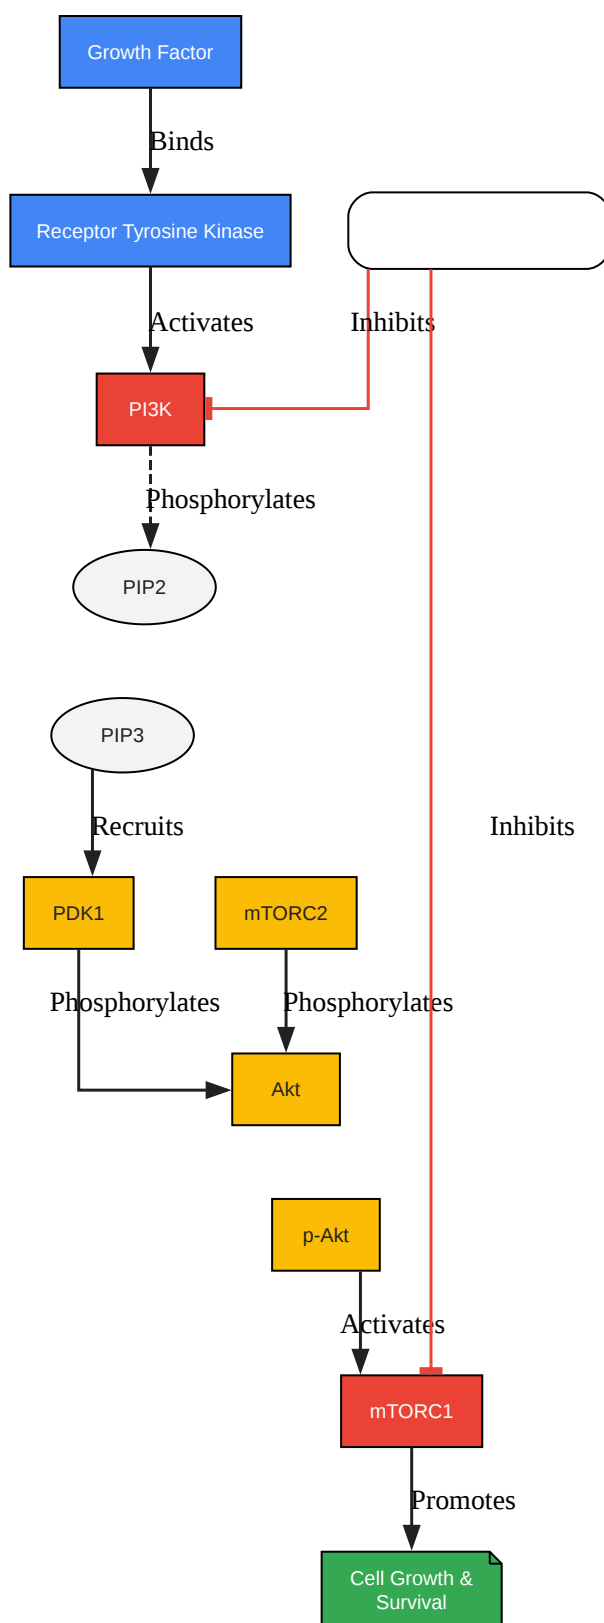 Growth Factor
Binds
Receptor Tyrosine Kinase
Activates
Inhibits
PI3K
Phosphorylates
PIP2
PIP3
Recruits
Inhibits
PDK1
mTORC2
Phosphorylates
Phosphorylates
Akt
p-Akt
Activates
mTORC1
Promotes
Cell Growth &
Survival